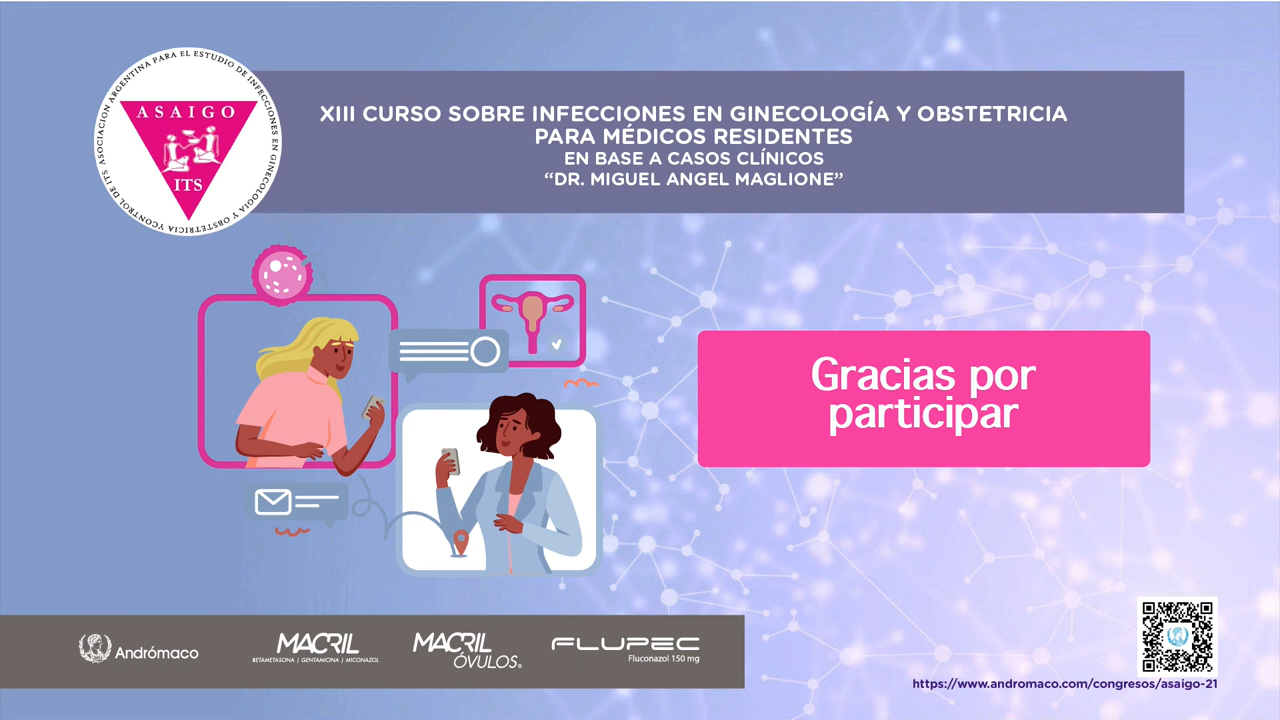 ASOCIACION ARGENTINA PARA EL ESTUDIO DE INFECCIONES EN GINECOLOGIA Y OBSTETRICIA Y CONTROL DE ITS
ASAIGO
ITS
XIII CURSO SOBRE INFECCIONES EN GINECOLOGÍA Y OBSTETRICIA
PARA MÉDICOS RESIDENTES
EN BASE A CASOS CLÍNICOS
“DR. MIGUEL ANGEL MAGLIONE”
Gracias por
participar
Andrómaco
MACRIL
BETAMETASONA | GENTAMICINA | MICONAZOL
MACRIL
ÓVULOS®
FLUPEC
Fluconazol 150 mg
https://www.andromaco.com/congresos/asaigo-21